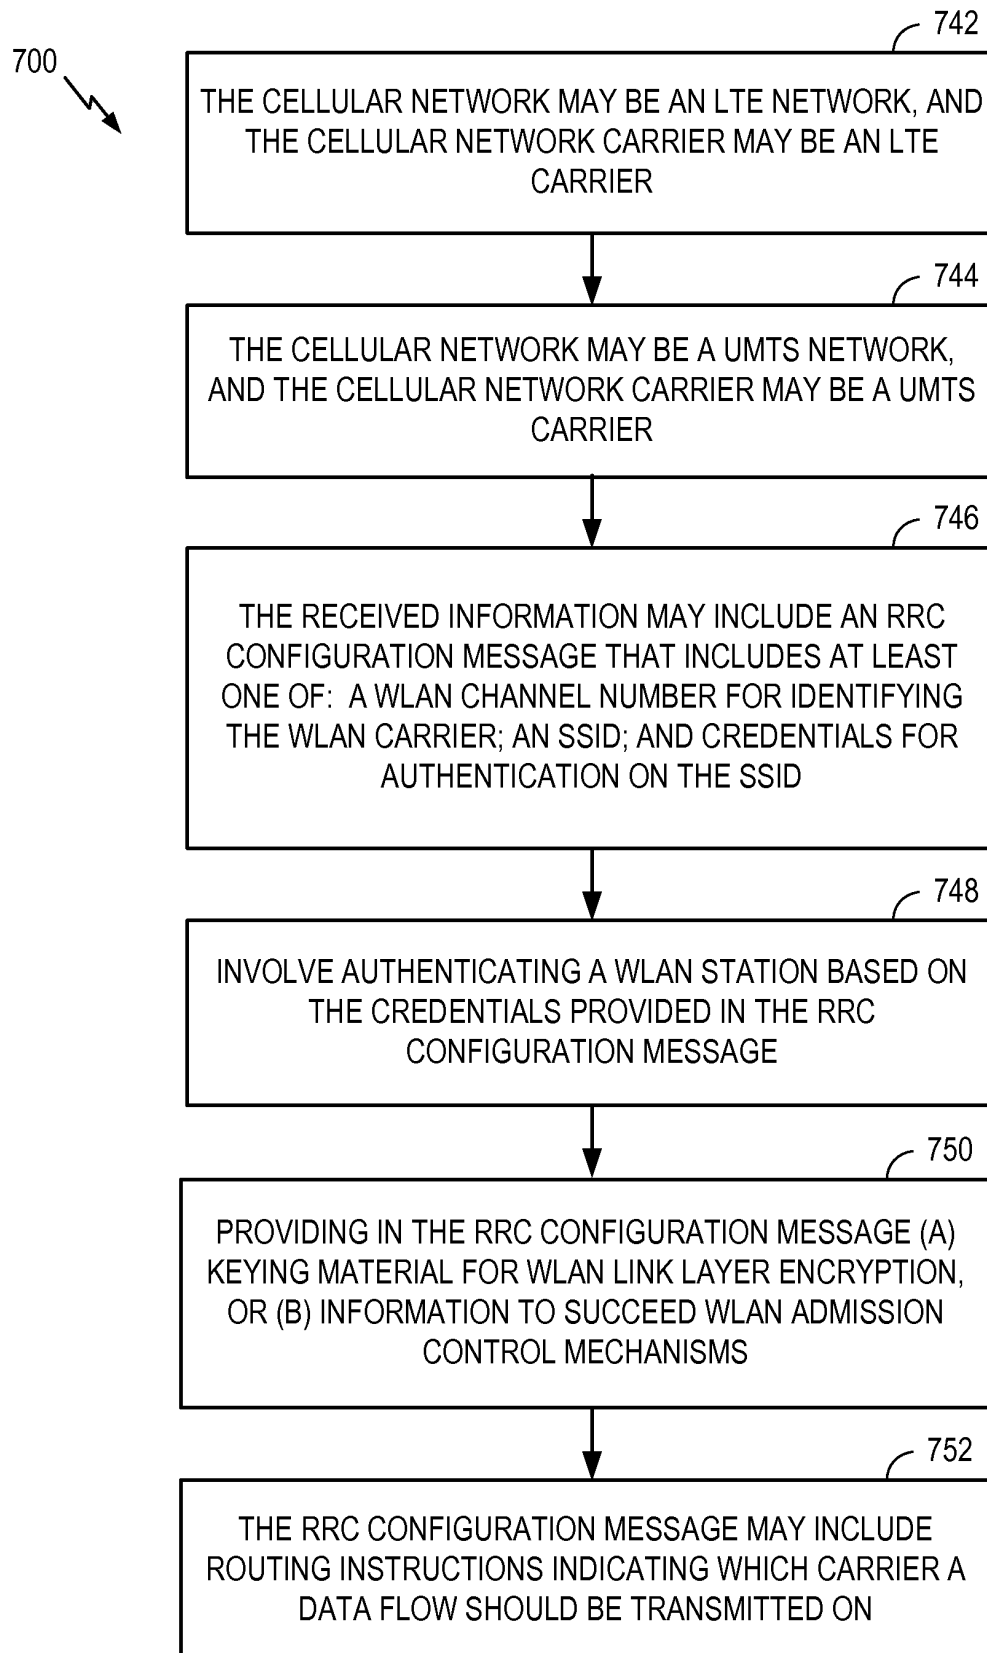 700
742
THE CELLULAR NETWORK MAY BE AN LTE NETWORK, AND
THE CELLULAR NETWORK CARRIER MAY BE AN LTE
CARRIER
744
THE CELLULAR NETWORK MAY BE A UMTS NETWORK,
AND THE CELLULAR NETWORK CARRIER MAY BE A UMTS
CARRIER
746
THE RECEIVED INFORMATION MAY INCLUDE AN RRC
CONFIGURATION MESSAGE THAT INCLUDES AT LEAST
ONE OF: A WLAN CHANNEL NUMBER FOR IDENTIFYING
THE WLAN CARRIER; AN SSID; AND CREDENTIALS FOR
AUTHENTICATION ON THE SSID
748
INVOLVE AUTHENTICATING A WLAN STATION BASED ON
THE CREDENTIALS PROVIDED IN THE RRC
CONFIGURATION MESSAGE
750
PROVIDING IN THE RRC CONFIGURATION MESSAGE (A)
KEYING MATERIAL FOR WLAN LINK LAYER ENCRYPTION,
OR (B) INFORMATION TO SUCCEED WLAN ADMISSION
CONTROL MECHANISMS
752
THE RRC CONFIGURATION MESSAGE MAY INCLUDE
ROUTING INSTRUCTIONS INDICATING WHICH CARRIER A
DATA FLOW SHOULD BE TRANSMITTED ON